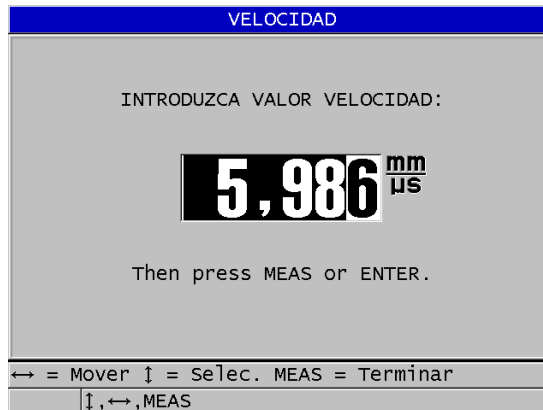 VELOCIDAD
INTRODUZCA VALOR VELOCIDAD:
5,986 mm/µs
Then press MEAS or ENTER.
↔ = Mover ↕ = Selec. MEAS = Terminar
↕,↔,MEAS